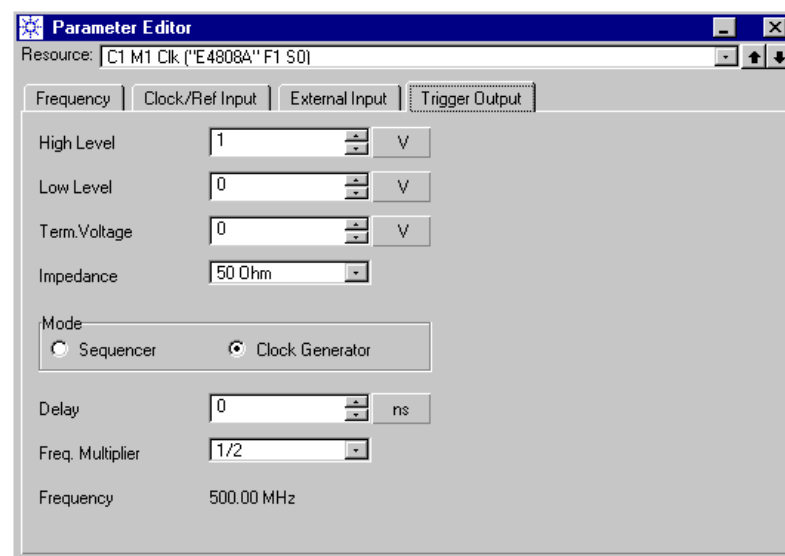 Parameter Editor
Resource: C1 M1 Clk ("E4808A" F1 S0)
Frequency Clock/Ref Input External Input Trigger Output
High Level 1 V
Low Level 0 V
Term.Voltage 0 V
Impedance 50 Ohm
Mode
Sequencer Clock Generator
Delay 0 ns
Freq. Multiplier 1/2
Frequency 500.00 MHz